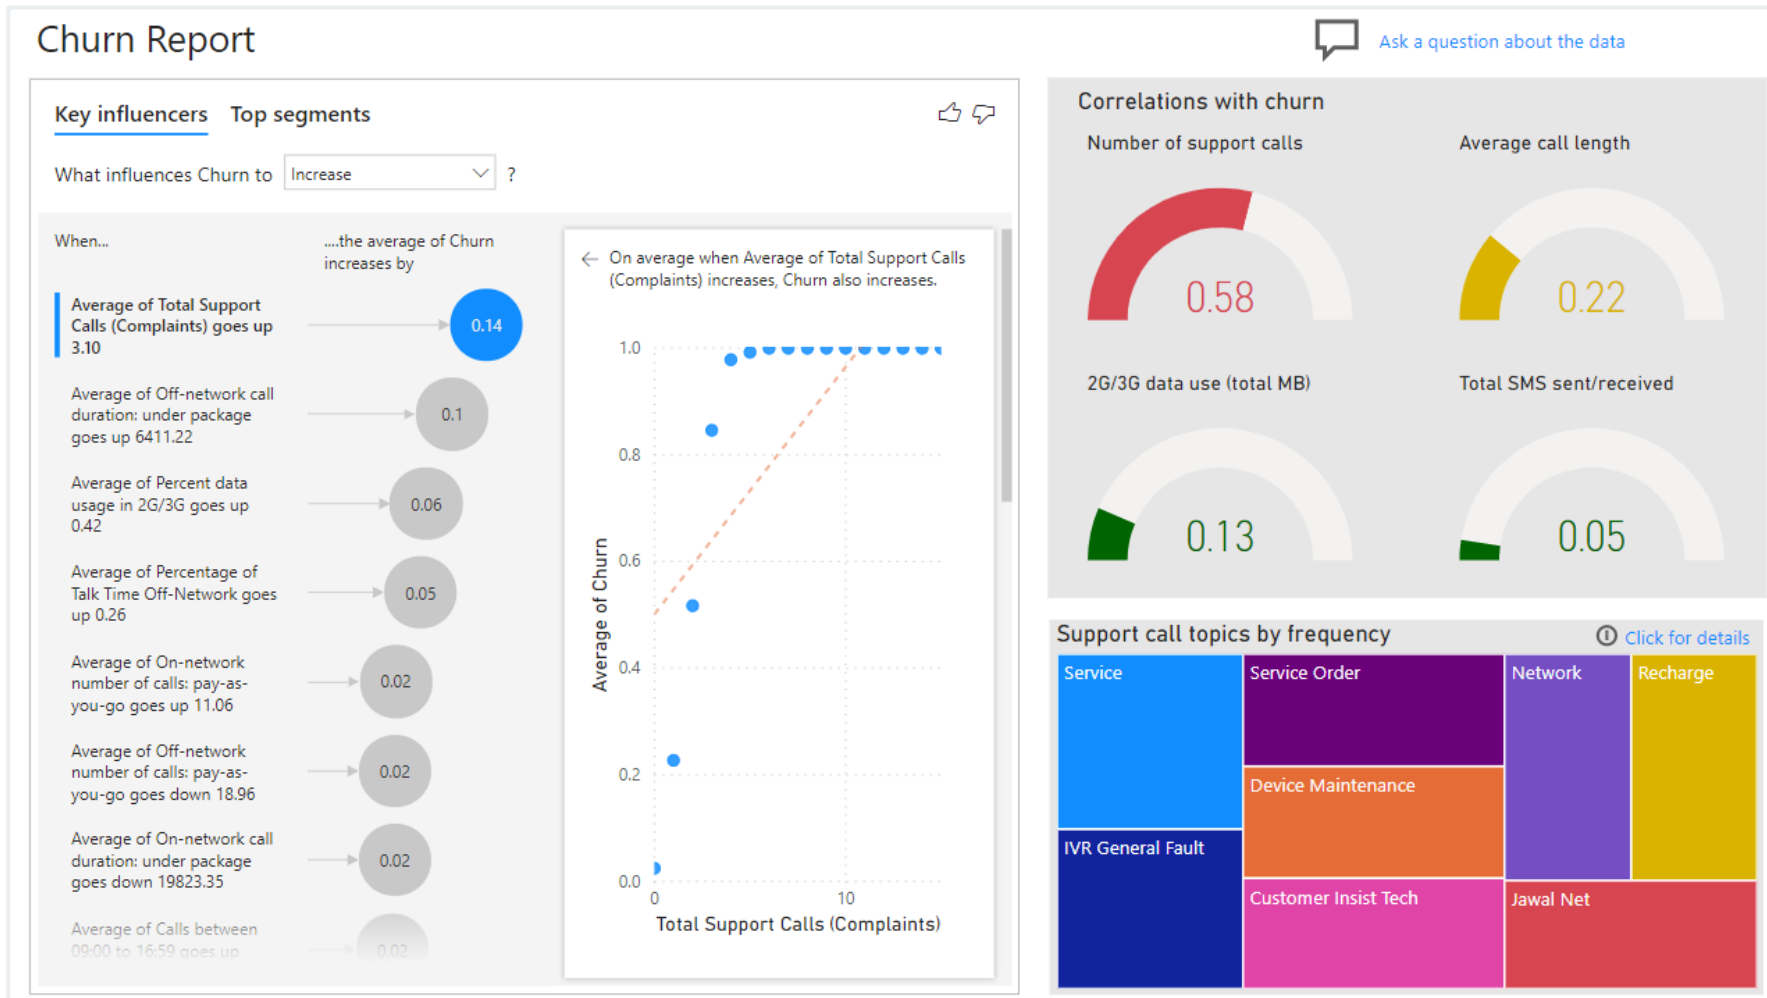 Churn Report
Ask a question about the data
Key influencers Top segments
What influences Churn to Increase ?
When...
....the average of Churn
increases by
Average of Total Support
Calls (Complaints) goes up
3.10
0.14
Average of Off-network call
duration: under package
goes up 6411.22
0.1
Average of Percent data
usage in 2G/3G goes up
0.42
0.06
Average of Percentage of
Talk Time Off-Network goes
up 0.26
0.05
Average of On-network
number of calls: pay-as-
you-go goes up 11.06
0.02
Average of Off-network
number of calls: pay-as-
you-go goes down 18.96
0.02
Average of On-network call
duration: under package
goes down 19823.35
0.02
Average of Calls between
09:00 to 16:59 goes up
0.02
On average when Average of Total Support Calls
(Complaints) increases, Churn also increases.
1.0
0.8
0.6
0.4
0.2
0.0
Average of Churn
0 10
Total Support Calls (Complaints)
Correlations with churn
Number of support calls
0.58
Average call length
0.22
2G/3G data use (total MB)
0.13
Total SMS sent/received
0.05
Support call topics by frequency
Click for details
Service
IVR General Fault
Service Order
Device Maintenance
Customer Insist Tech
Network
Recharge
Jawal Net